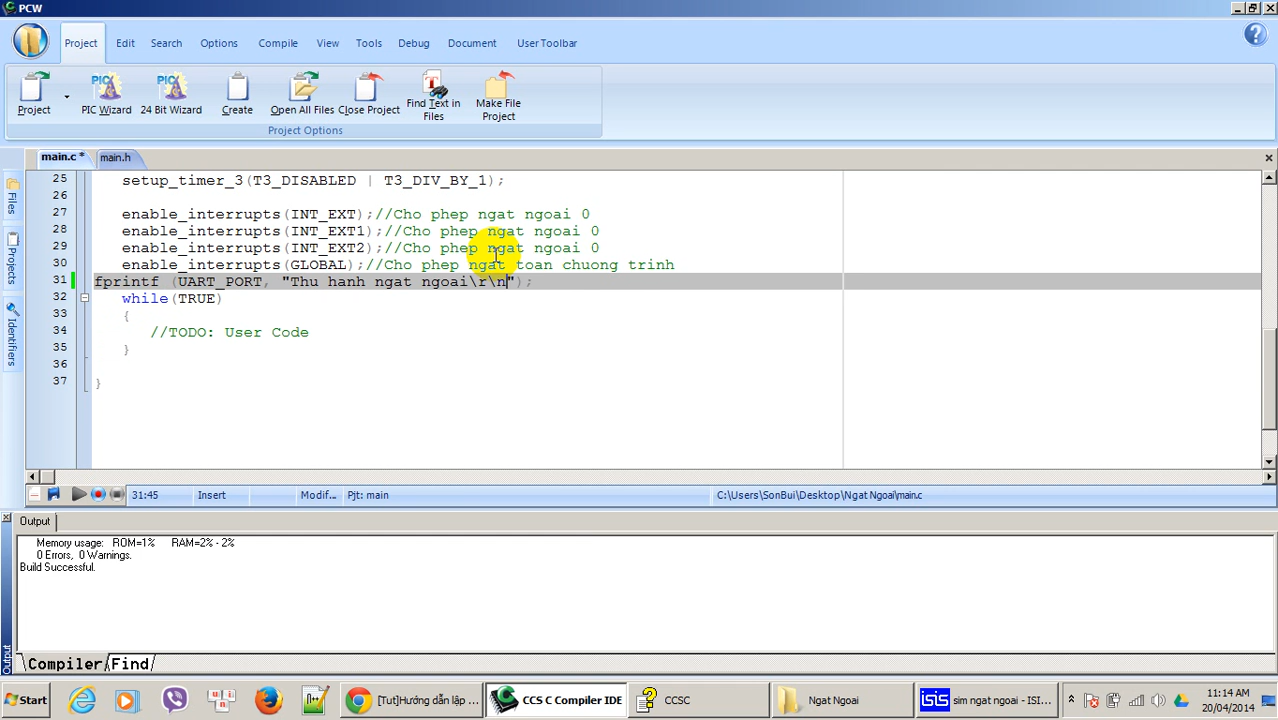 PCW
Project Edit Search Options Compile View Tools Debug Document User Toolbar
Project PIC Wizard 24 Bit Wizard Create Open All Files Close Project Find Text in Files Make File Project
Project Options
main.c * main.h
25 setup_timer_3(T3_DISABLED | T3_DIV_BY_1);
26
27 enable_interrupts(INT_EXT);//Cho phep ngat ngoai 0
28 enable_interrupts(INT_EXT1);//Cho phep ngat ngoai 0
29 enable_interrupts(INT_EXT2);//Cho phep ngat ngoai 0
30 enable_interrupts(GLOBAL);//Cho phep ngat toan chuong trinh
31 fprintf (UART_PORT, "Thu hanh ngat ngoai\r\n");
32 while(TRUE)
33 {
34 //TODO: User Code
35 }
36
37 }
Files
Projects
Identifiers
31:45 Insert Modif... Pjt: main C:\Users\SonBui\Desktop\Ngat Ngoai\main.c
Output
Memory usage: ROM=1% RAM=2% - 2%
0 Errors, 0 Warnings.
Build Successful.
Output
Compiler Find
Start [Tut]Hướng dẫn lập ... CCS C Compiler IDE CCSC Ngat Ngoai isis sim ngat ngoai - ISI... 11:14 AM
20/04/2014